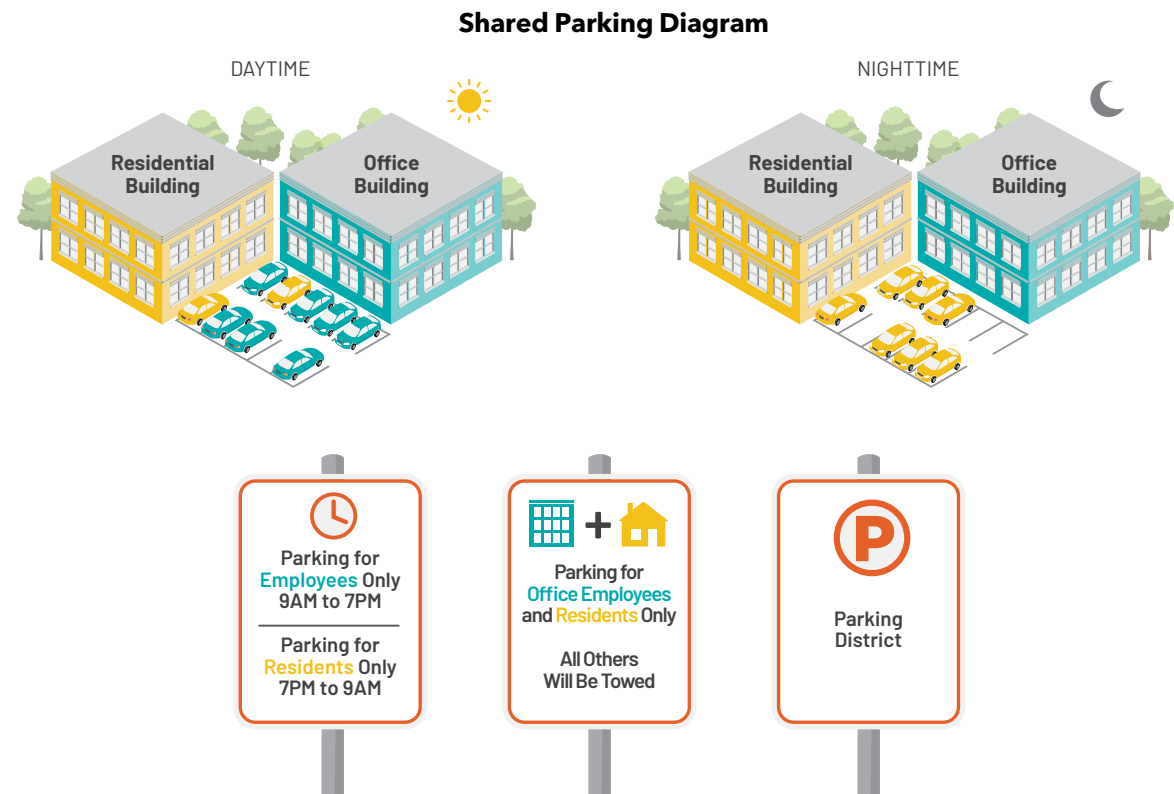 Shared Parking Diagram
DAYTIME
Residential
Building
Office
Building
NIGHTTIME
Residential
Building
Office
Building
Parking for
Employees Only
9AM to 7PM
Parking for
Residents Only
7PM to 9AM
+
Parking for
Office Employees
and Residents Only
All Others
Will Be Towed
P
Parking
District